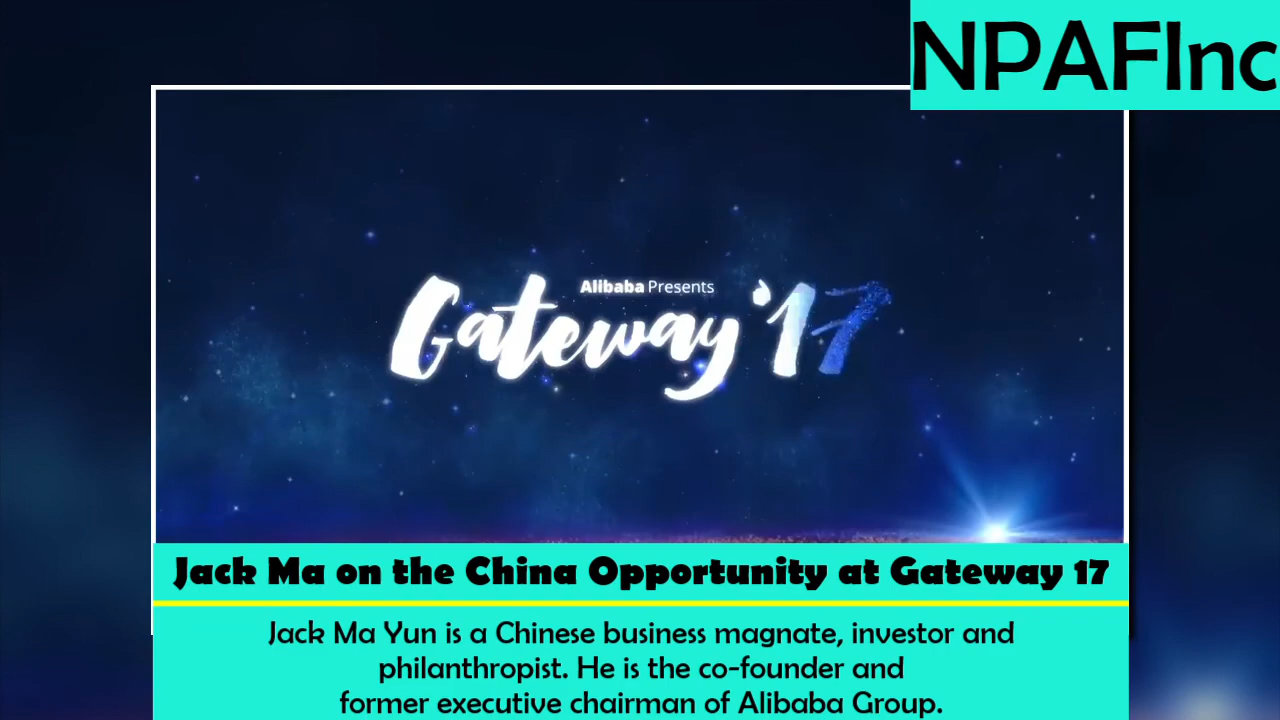 NPAFInc
Alibaba Presents
Gateway '17
Jack Ma on the China Opportunity at Gateway 17
Jack Ma Yun is a Chinese business magnate, investor and
philanthropist. He is the co-founder and
former executive chairman of Alibaba Group.